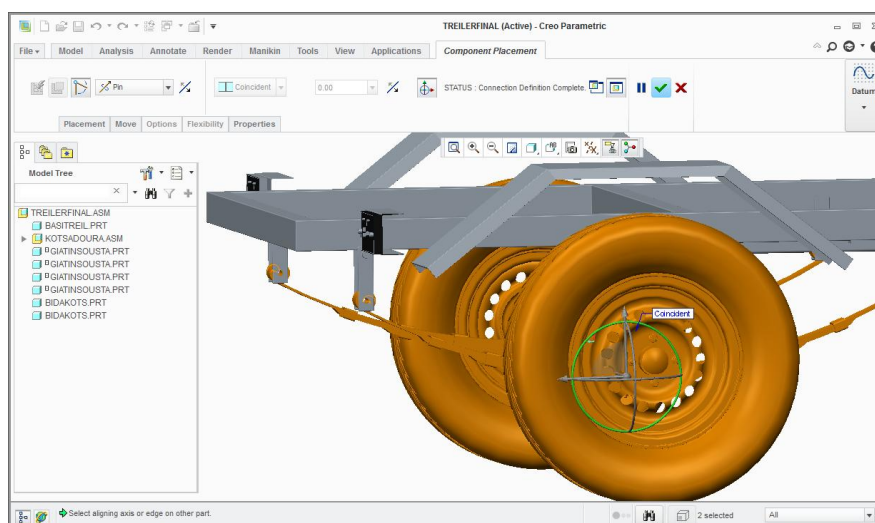 TREILERFINAL (Active) - Creo Parametric
File Model Analysis Annotate Render Manikin Tools View Applications Component Placement
Pin Coincident 0.00 STATUS : Connection Definition Complete.
Datum
Placement Move Options Flexibility Properties
Model Tree
TREILERFINAL.ASM
BASITREIL.PRT
KOTSADOURA.ASM
GIATINSOUSTA.PRT
GIATINSOUSTA.PRT
GIATINSOUSTA.PRT
GIATINSOUSTA.PRT
BIDAKOTS.PRT
BIDAKOTS.PRT
Coincident
Select aligning axis or edge on other part. 2 selected All